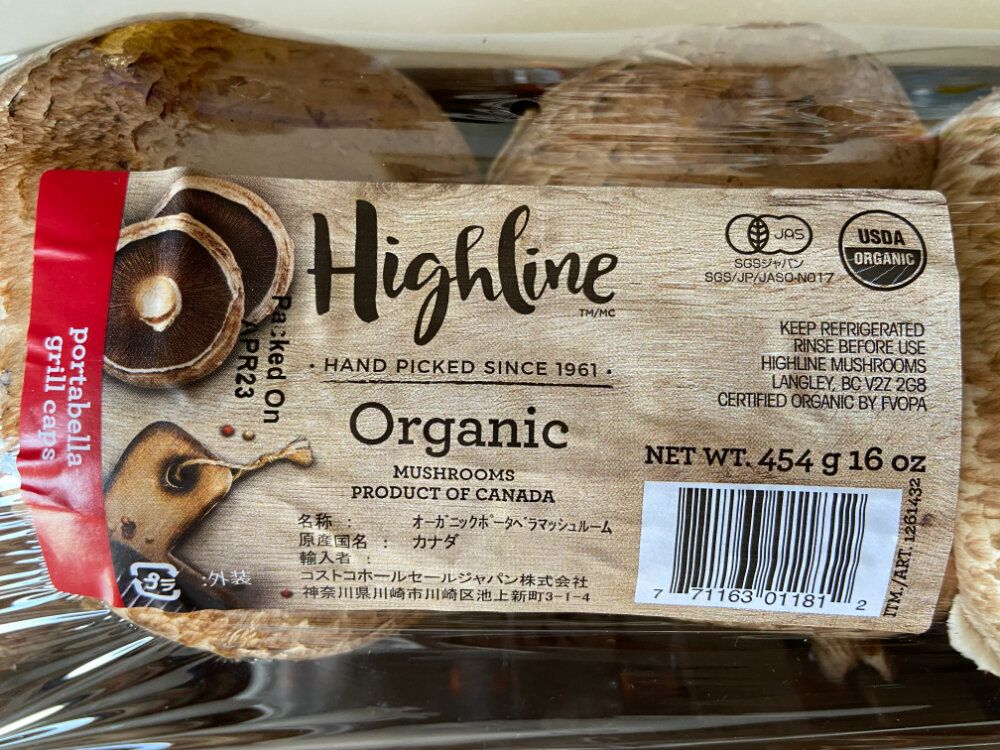 portabella
grill caps
Packed On
APR23
Highline
TM/MC
· HAND PICKED SINCE 1961 ·
Organic
MUSHROOMS
PRODUCT OF CANADA
名称 : オーガニックポータベラマッシュルーム
原産国名 : カナダ
輸入者 :
コストコホールセールジャパン株式会社
神奈川県川崎市川崎区池上新町3-1-4
プラ :外装
JAS
SGSジャパン
SGS/JP/JASO-N017
USDA
ORGANIC
KEEP REFRIGERATED
RINSE BEFORE USE
HIGHLINE MUSHROOMS
LANGLEY, BC V2Z 2G8
CERTIFIED ORGANIC BY FVOPA
NET WT. 454 g 16 oz
7 71163 01181 2
ITM./ART. 1261432